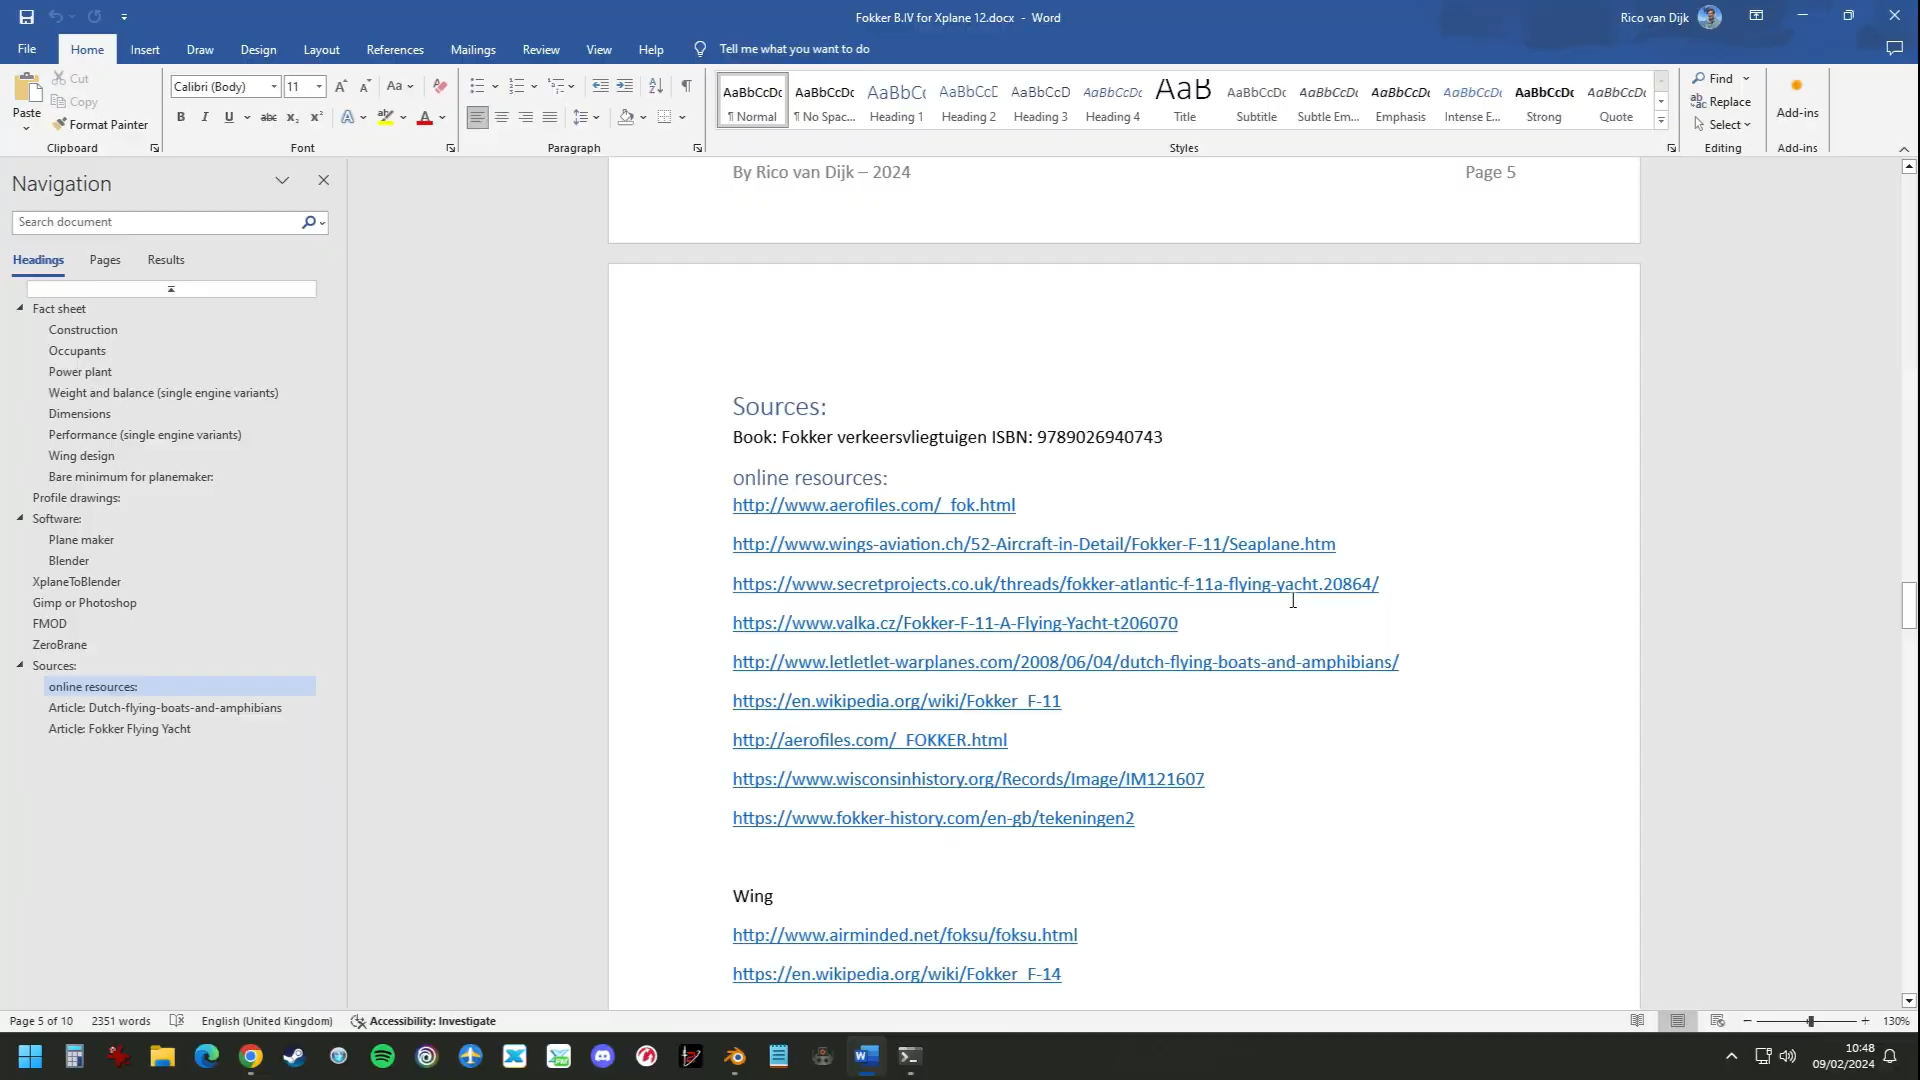 Fokker B.IV for Xplane 12.docx - Word
Rico van Dijk
File Home Insert Draw Design Layout References Mailings Review View Help Tell me what you want to do
Paste
Cut
Copy
Format Painter
Clipboard
Calibri (Body) 11
Font
Paragraph
AaBbCcDc AaBbCcDc AaBbCc AaBbCcC AaBbCcD AaBbCcDc AaB AaBbCcDc AaBbCcDc AaBbCcDc AaBbCcDc AaBbCcDc AaBbCcDc
¶ Normal ¶ No Spac... Heading 1 Heading 2 Heading 3 Heading 4 Title Subtitle Subtle Em... Emphasis Intense E... Strong Quote
Styles
Find
Replace
Select
Editing
Add-ins
Add-ins
Navigation
Search document
Headings Pages Results
Fact sheet
Construction
Occupants
Power plant
Weight and balance (single engine variants)
Dimensions
Performance (single engine variants)
Wing design
Bare minimum for planemaker:
Profile drawings:
Software:
Plane maker
Blender
XplaneToBlender
Gimp or Photoshop
FMOD
ZeroBrane
Sources:
online resources:
Article: Dutch-flying-boats-and-amphibians
Article: Fokker Flying Yacht
By Rico van Dijk – 2024 Page 5
Sources:
Book: Fokker verkeersvliegtuigen ISBN: 9789026940743
online resources:
http://www.aerofiles.com/_fok.html
http://www.wings-aviation.ch/52-Aircraft-in-Detail/Fokker-F-11/Seaplane.htm
https://www.secretprojects.co.uk/threads/fokker-atlantic-f-11a-flying-yacht.20864/
https://www.valka.cz/Fokker-F-11-A-Flying-Yacht-t206070
http://www.letletlet-warplanes.com/2008/06/04/dutch-flying-boats-and-amphibians/
https://en.wikipedia.org/wiki/Fokker_F-11
http://aerofiles.com/_FOKKER.html
https://www.wisconsinhistory.org/Records/Image/IM121607
https://www.fokker-history.com/en-gb/tekeningen2
Wing
http://www.airminded.net/foksu/foksu.html
https://en.wikipedia.org/wiki/Fokker_F-14
Page 5 of 10 2351 words English (United Kingdom) Accessibility: Investigate 130%
10:48
09/02/2024